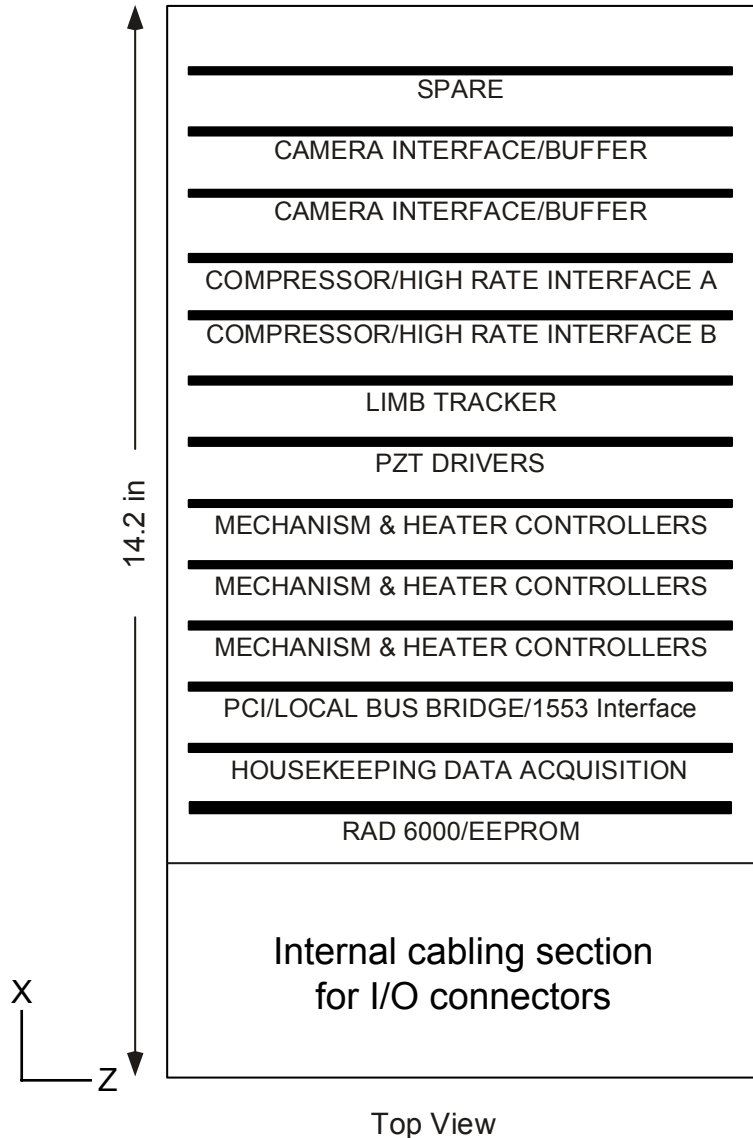 SPARE
CAMERA INTERFACE/BUFFER
CAMERA INTERFACE/BUFFER
COMPRESSOR/HIGH RATE INTERFACE A
COMPRESSOR/HIGH RATE INTERFACE B
LIMB TRACKER
PZT DRIVERS
14.2 in
MECHANISM & HEATER CONTROLLERS
MECHANISM & HEATER CONTROLLERS
MECHANISM & HEATER CONTROLLERS
PCI/LOCAL BUS BRIDGE/1553 Interface
HOUSEKEEPING DATA ACQUISITION
RAD 6000/EEPROM
Internal cabling section
for I/O connectors
X
Z
Top View